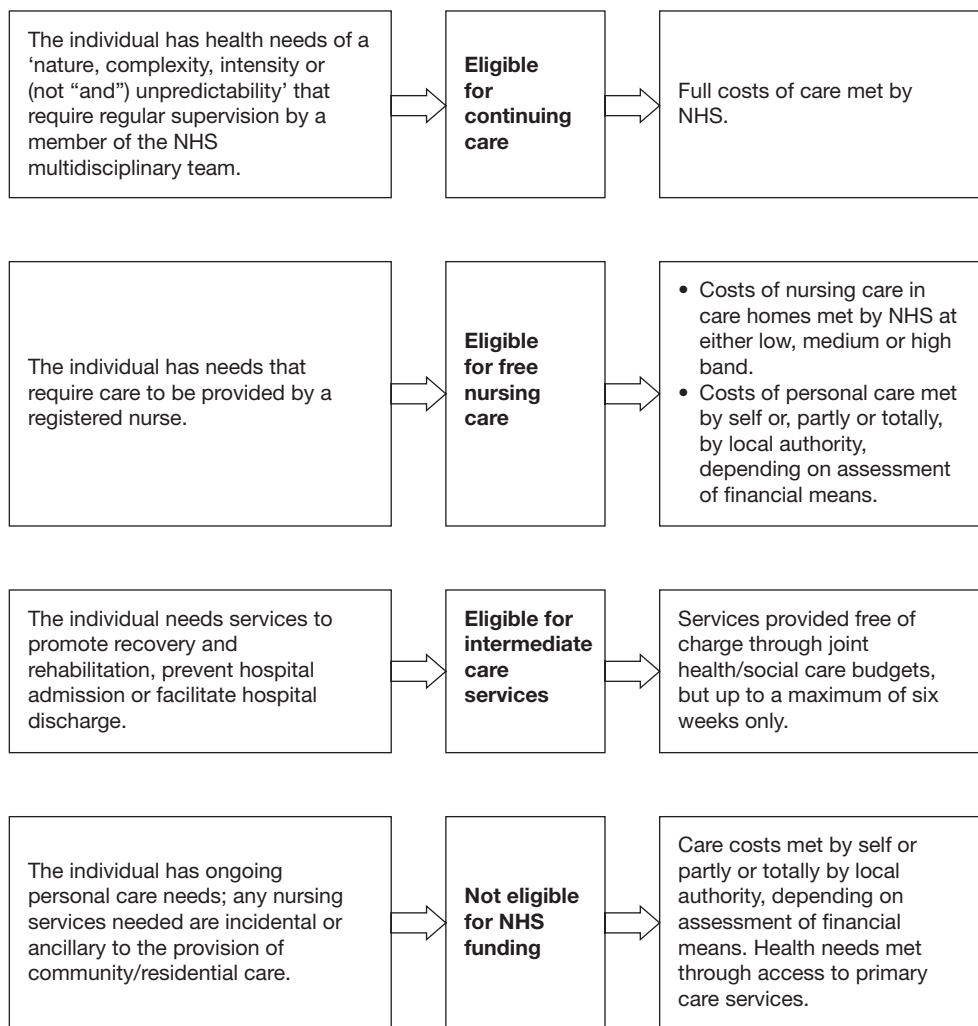 The individual has health needs of a
‘nature, complexity, intensity or
(not “and”) unpredictability’ that
require regular supervision by a
member of the NHS
multidisciplinary team.
Eligible
for
continuing
care
Full costs of care met by
NHS.
The individual has needs that
require care to be provided by a
registered nurse.
Eligible
for free
nursing
care
• Costs of nursing care in
care homes met by NHS at
either low, medium or high
band.
• Costs of personal care met
by self or, partly or totally,
by local authority,
depending on assessment
of financial means.
The individual needs services to
promote recovery and
rehabilitation, prevent hospital
admission or facilitate hospital
discharge.
Eligible for
intermediate
care
services
Services provided free of
charge through joint
health/social care budgets,
but up to a maximum of six
weeks only.
The individual has ongoing
personal care needs; any nursing
services needed are incidental or
ancillary to the provision of
community/residential care.
Not eligible
for NHS
funding
Care costs met by self or
partly or totally by local
authority, depending on
assessment of financial
means. Health needs met
through access to primary
care services.